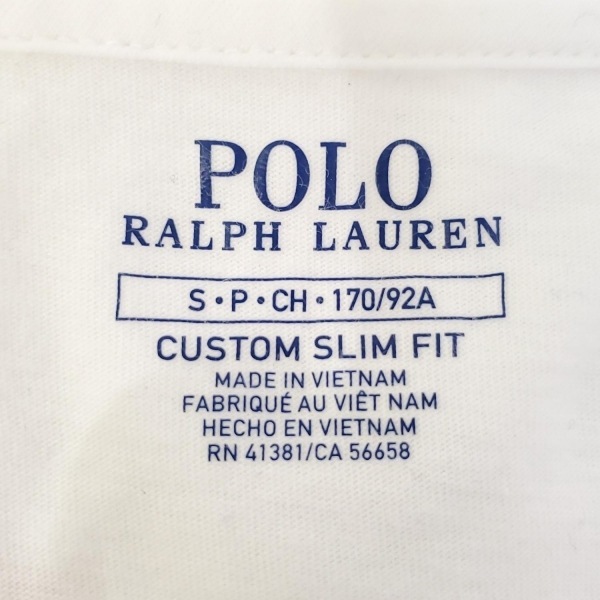 POLO
RALPH LAUREN
S • P • CH • 170/92A
CUSTOM SLIM FIT
MADE IN VIETNAM
FABRIQUÉ AU VIÊT NAM
HECHO EN VIETNAM
RN 41381/CA 56658